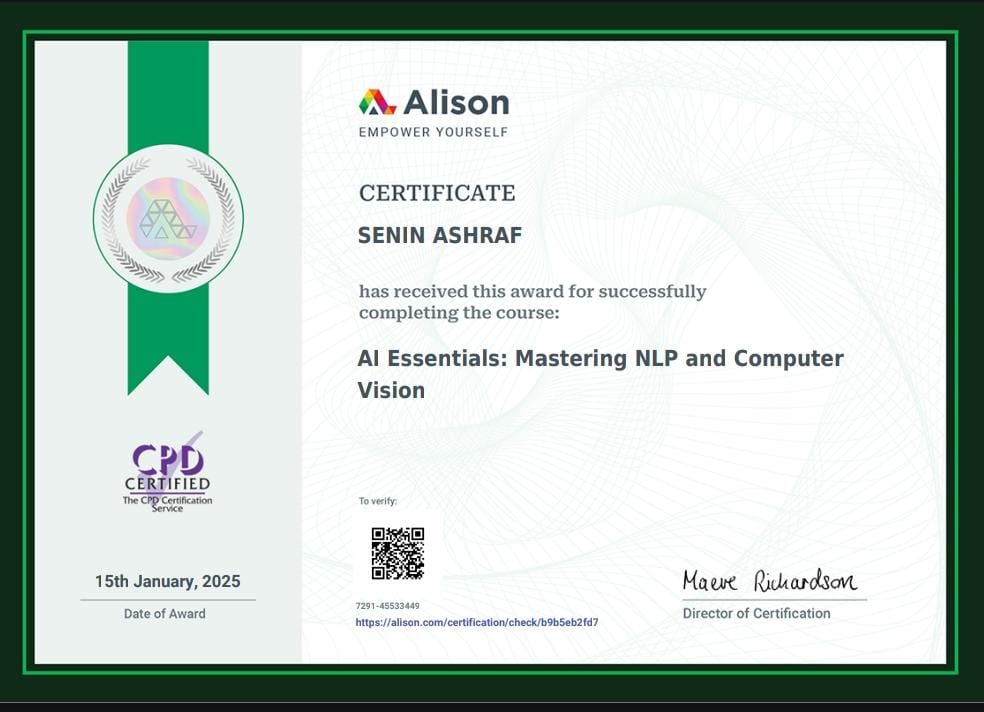 Alison
EMPOWER YOURSELF
CERTIFICATE
SENIN ASHRAF
has received this award for successfully
completing the course:
AI Essentials: Mastering NLP and Computer
Vision
CPD
CERTIFIED
The CPD Certification
Service
15th January, 2025
Date of Award
To verify:
7291-45533449
https://alison.com/certification/check/b9b5eb2fd7
Maeve Richardson
Director of Certification